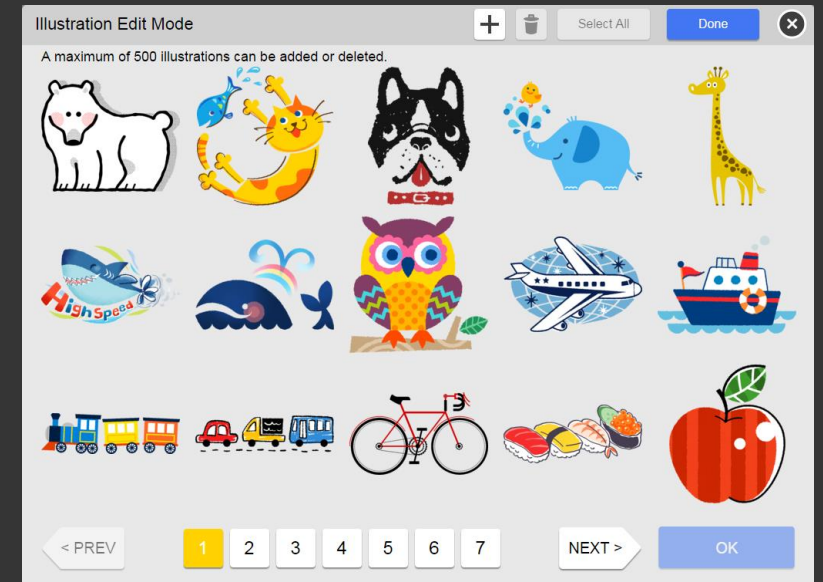 Illustration Edit Mode
Select All
Done
A maximum of 500 illustrations can be added or deleted.
High Speed
< PREV
1
2
3
4
5
6
7
NEXT >
OK